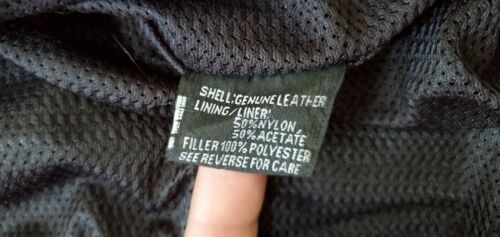 SHELL:GENUINE LEATHER
LINING/LINER:
50%NYLON,
50%ACETATE
FILLER 100% POLYESTER
SEE REVERSE FOR CARE